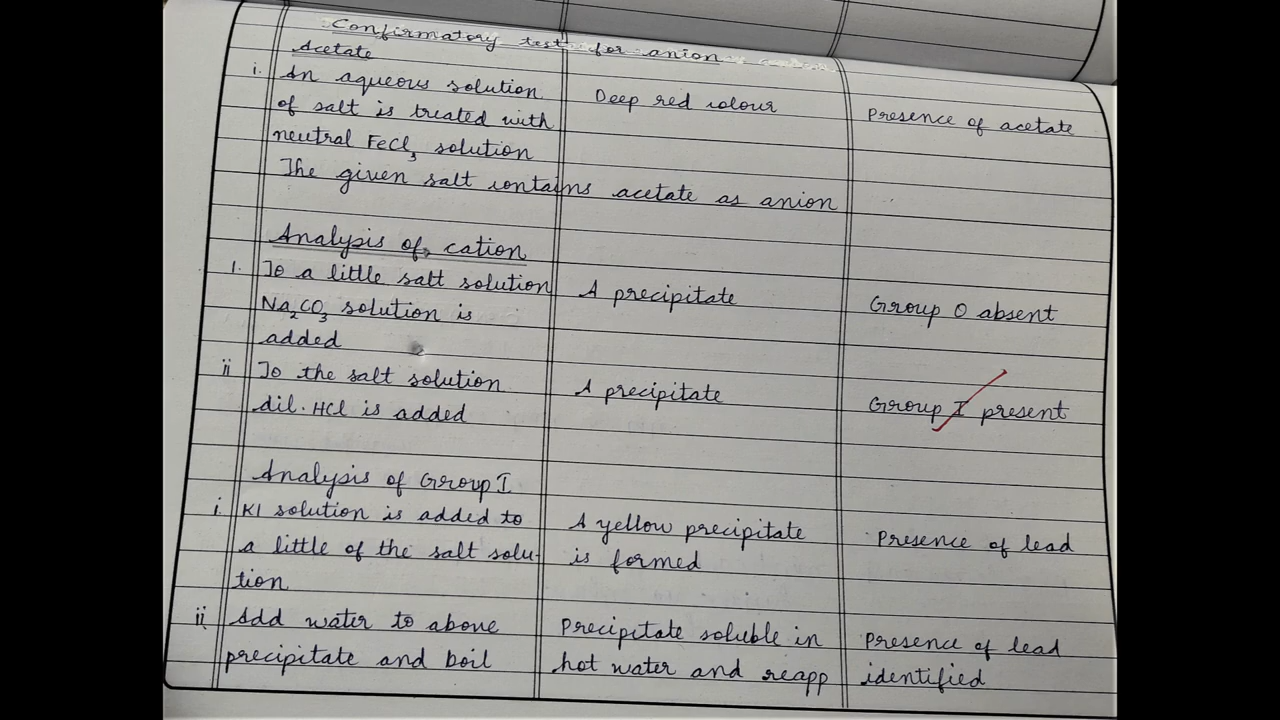 Confirmatory test for anion
Acetate
i. An aqueous solution Deep red colour Presence of acetate
of salt is treated with
neutral FeCl3 solution
The given salt contains acetate as anion
Analysis of cation
i. To a little salt solution A precipitate Group 0 absent
Na2CO3 solution is
added
ii To the salt solution A precipitate Group I present
dil. HCl is added
Analysis of Group I
i. KI solution is added to A yellow precipitate Presence of lead
a little of the salt solu- is formed
tion
ii. Add water to above Precipitate soluble in Presence of lead
precipitate and boil hot water and reapp identified